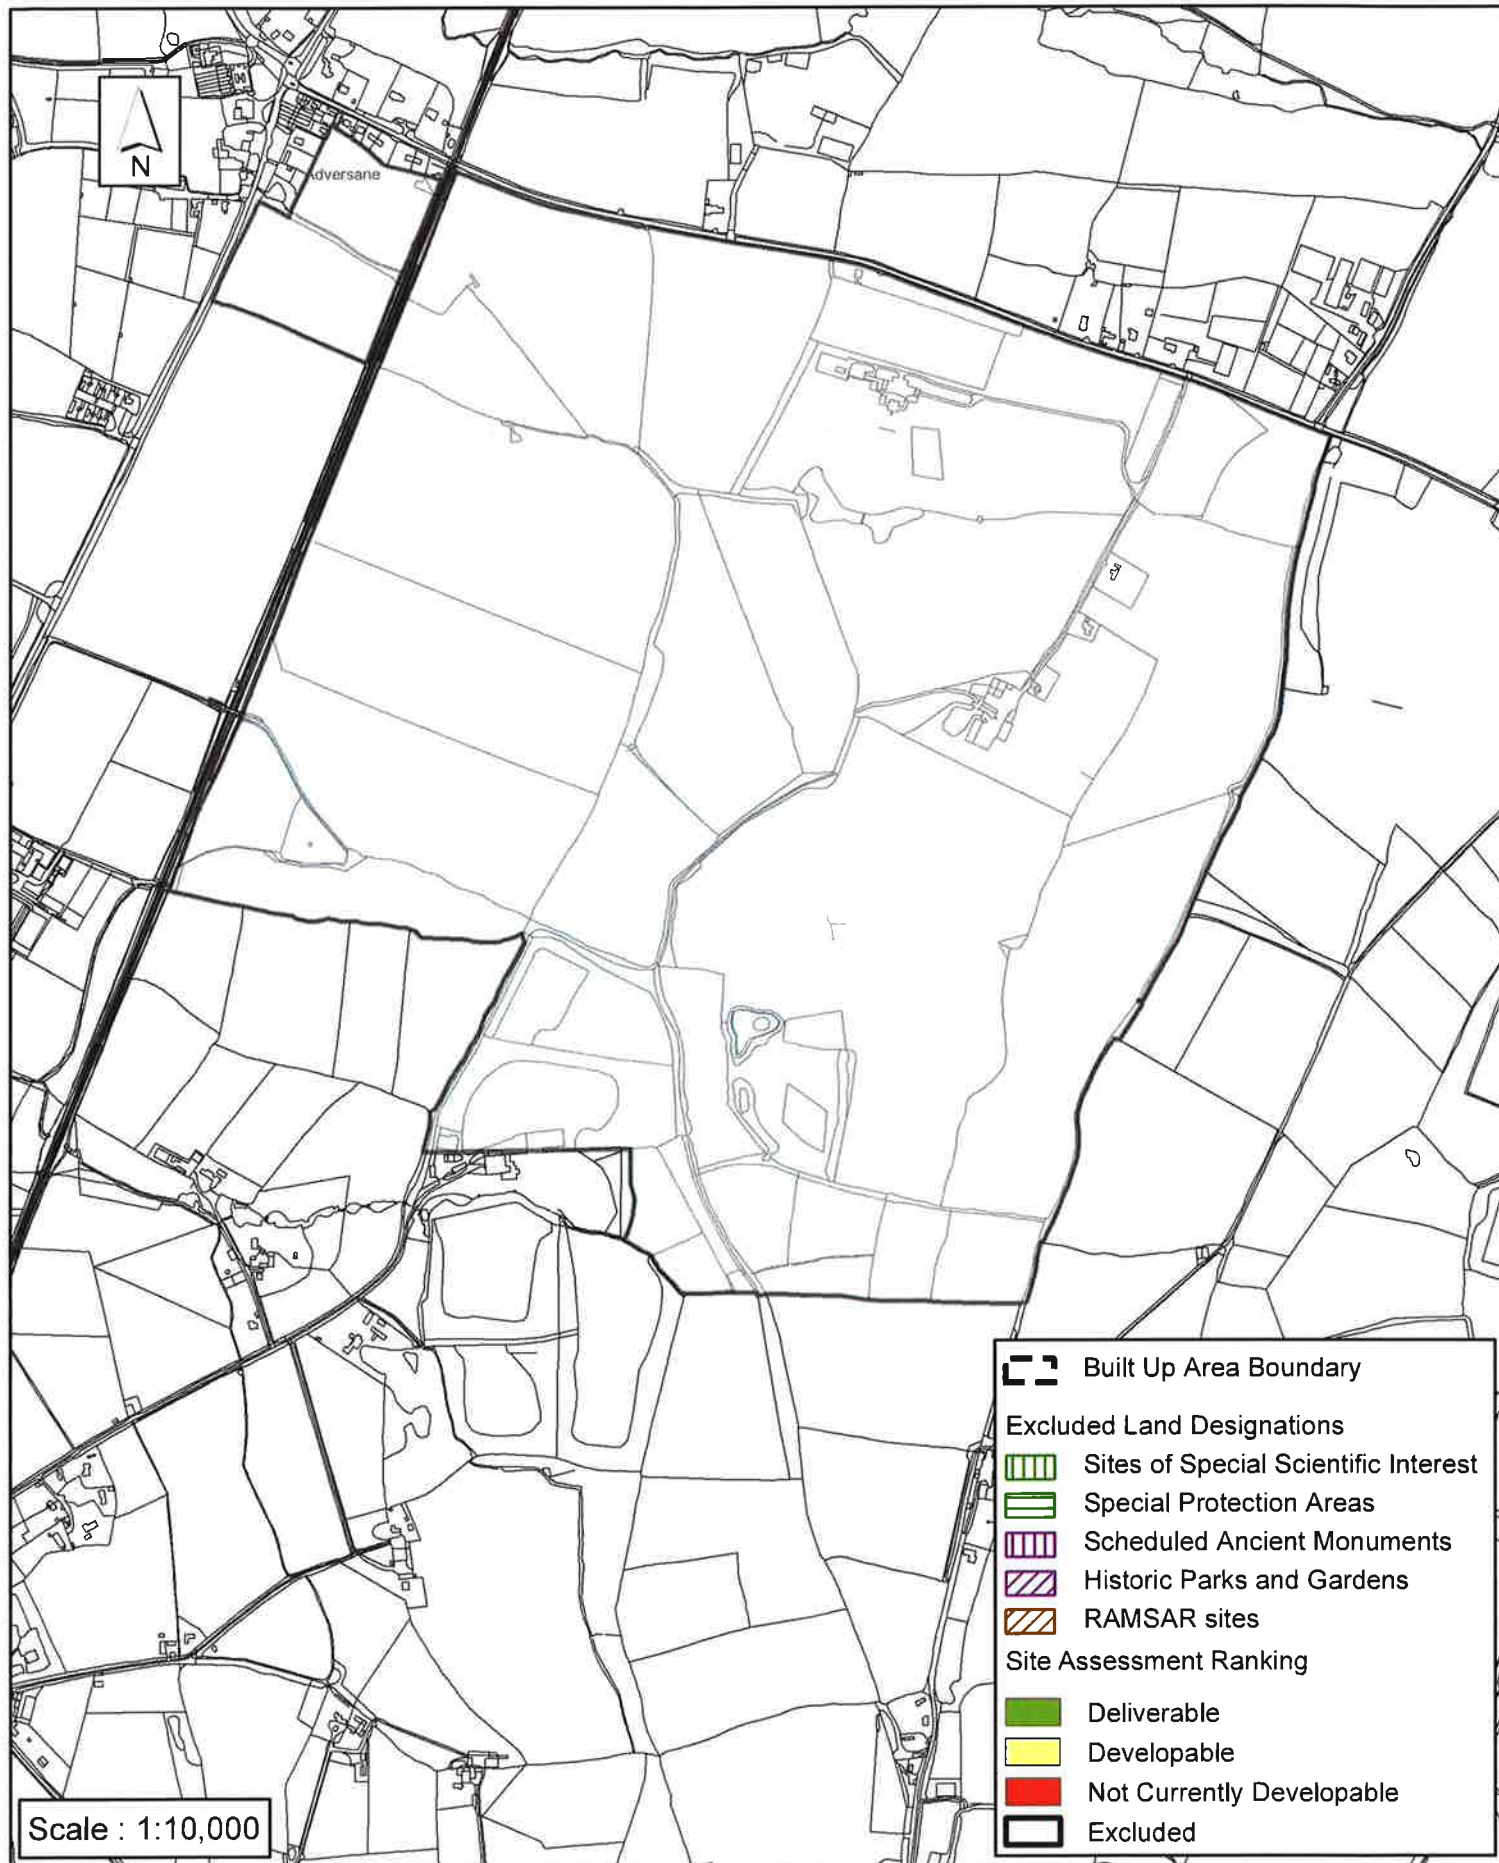 N
Adversane
Built Up Area Boundary
Excluded Land Designations
Sites of Special Scientific Interest
Special Protection Areas
Scheduled Ancient Monuments
Historic Parks and Gardens
RAMSAR sites
Site Assessment Ranking
Deliverable
Developable
Not Currently Developable
Excluded
Scale : 1:10,000